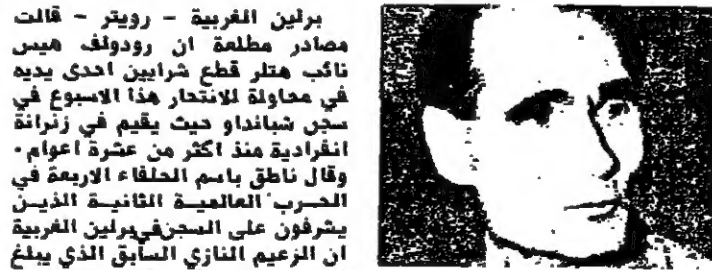 برلين الغربية – رويتر – قالت
مصادر مطلعة ان رودولف هيس
نائب هتلر قطع شرايين احدى يديه
في محاولة للانتحار هذا الاسبوع في
سجن شبانداو حيث يقيم في زنزانة
انفرادية منذ اكثر من عشرة اعوام.
وقال ناطق باسم الحلفاء الاربعة في
الحرب العالمية الثانية الذين
يشرفون على السجن في برلين الغربية
ان الزعيم النازي السابق الذي يبلغ